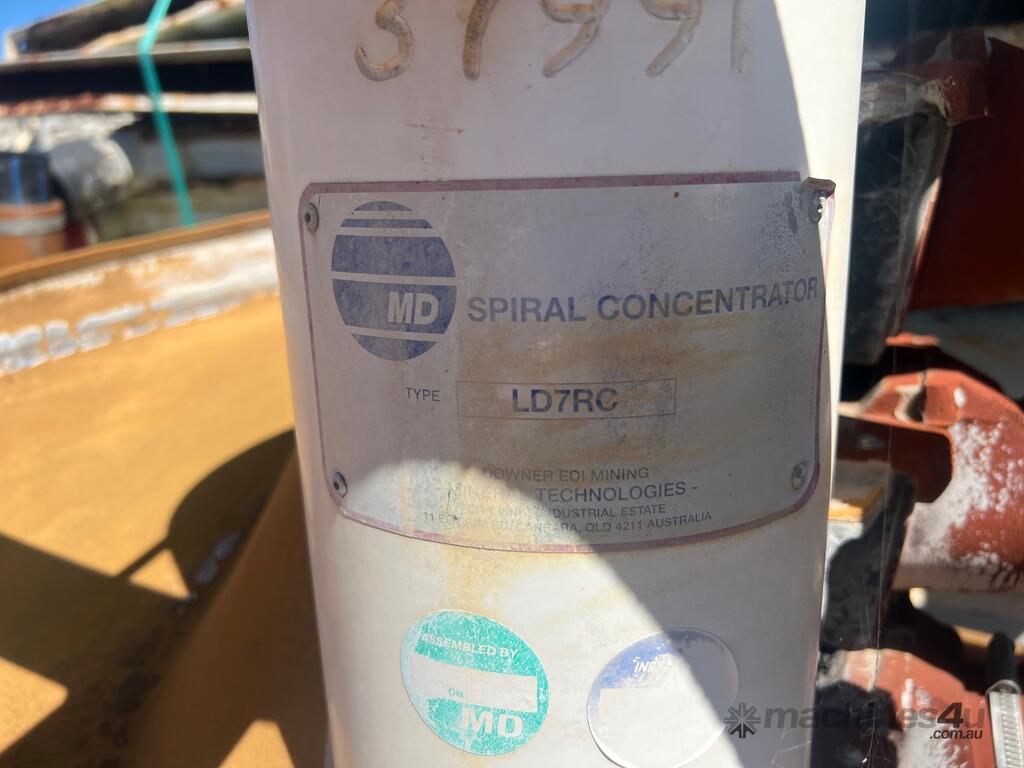 37991
MD
SPIRAL CONCENTRATOR
TYPE LD7RC
DOWNER EDI MINING
TECHNOLOGIES -
INDUSTRIAL ESTATE
CARRARA, QLD 4211 AUSTRALIA
ASSEMBLED BY
ON
MD
machines4u
.com.au